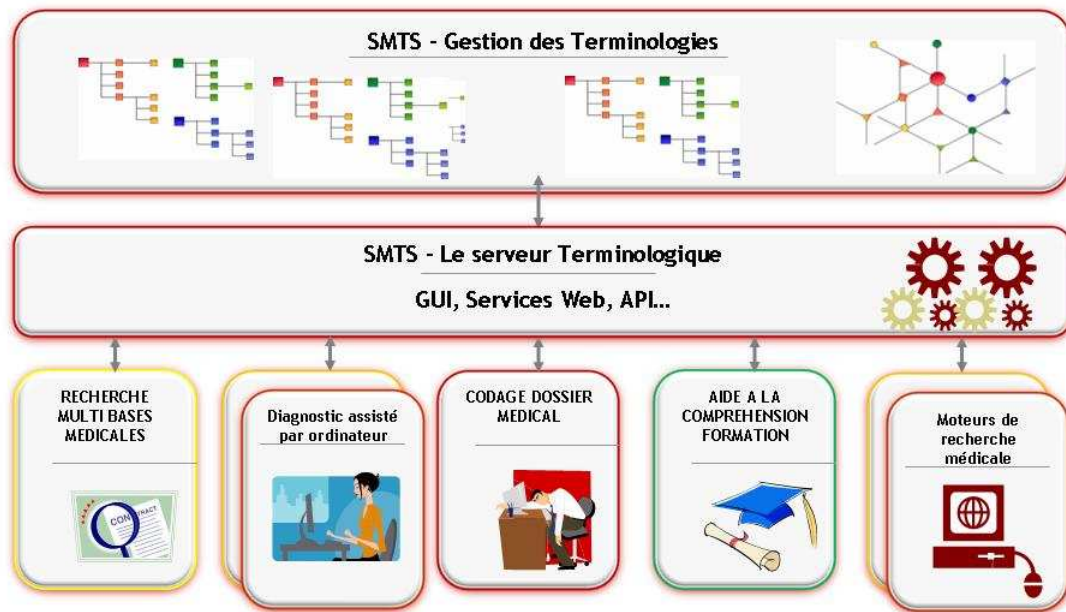 SMTS - Gestion des Terminologies
SMTS - Le serveur Terminologique
GUI, Services Web, API...
RECHERCHE
MULTI BASES
MEDICALES
Diagnostic assisté
par ordinateur
CODAGE DOSSIER
MEDICAL
AIDE A LA
COMPREHENSION
FORMATION
Moteurs de
recherche
médicale
CONTRACT